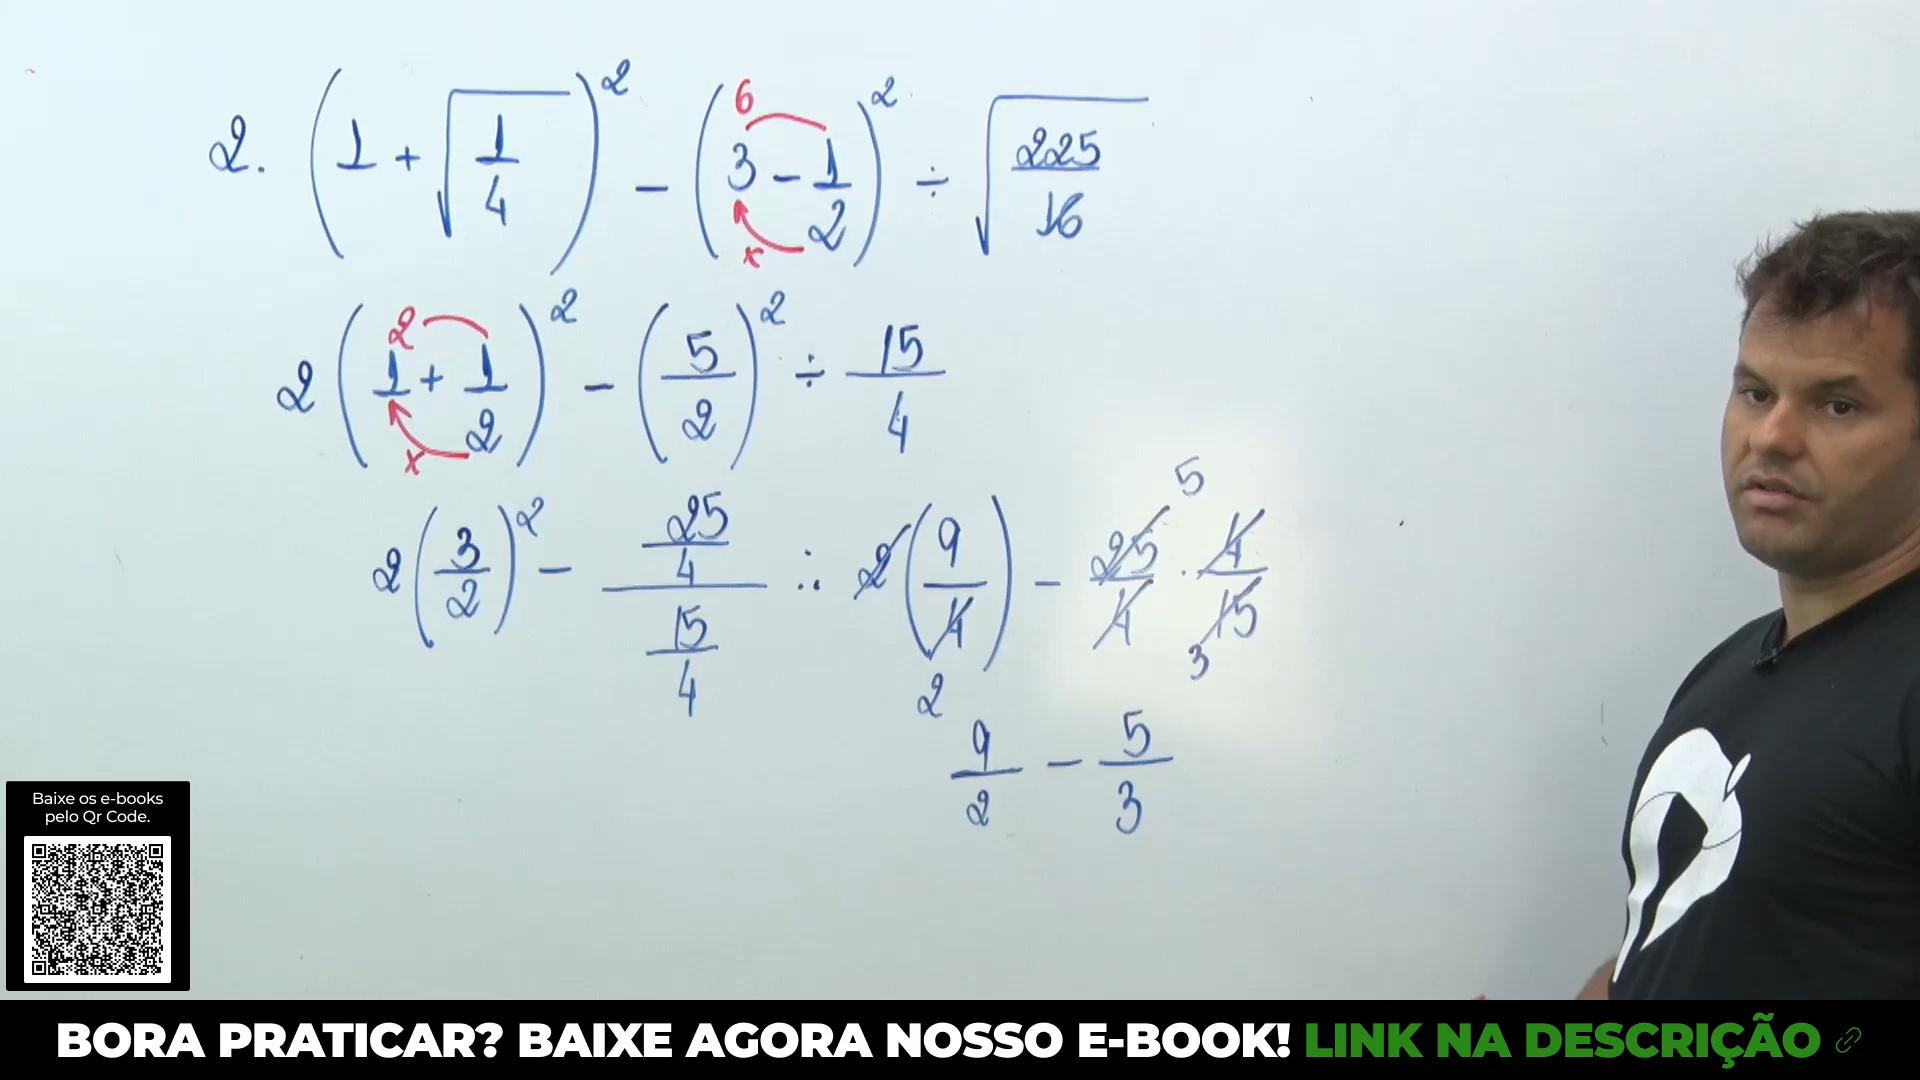 2. (1 + √(1/4))² − (3 − 1/2)² ÷ √(225/16)
6
x
2 (1 + 1/2)² − (5/2)² ÷ 15/4
2
x
2 (3/2)² − (25/4)/(15/4) ∴ 2 (9/4) − 25/4 · 4/15
5
3
2
9/2 − 5/3
Baixe os e-books
pelo Qr Code.
BORA PRATICAR? BAIXE AGORA NOSSO E-BOOK! LINK NA DESCRIÇÃO